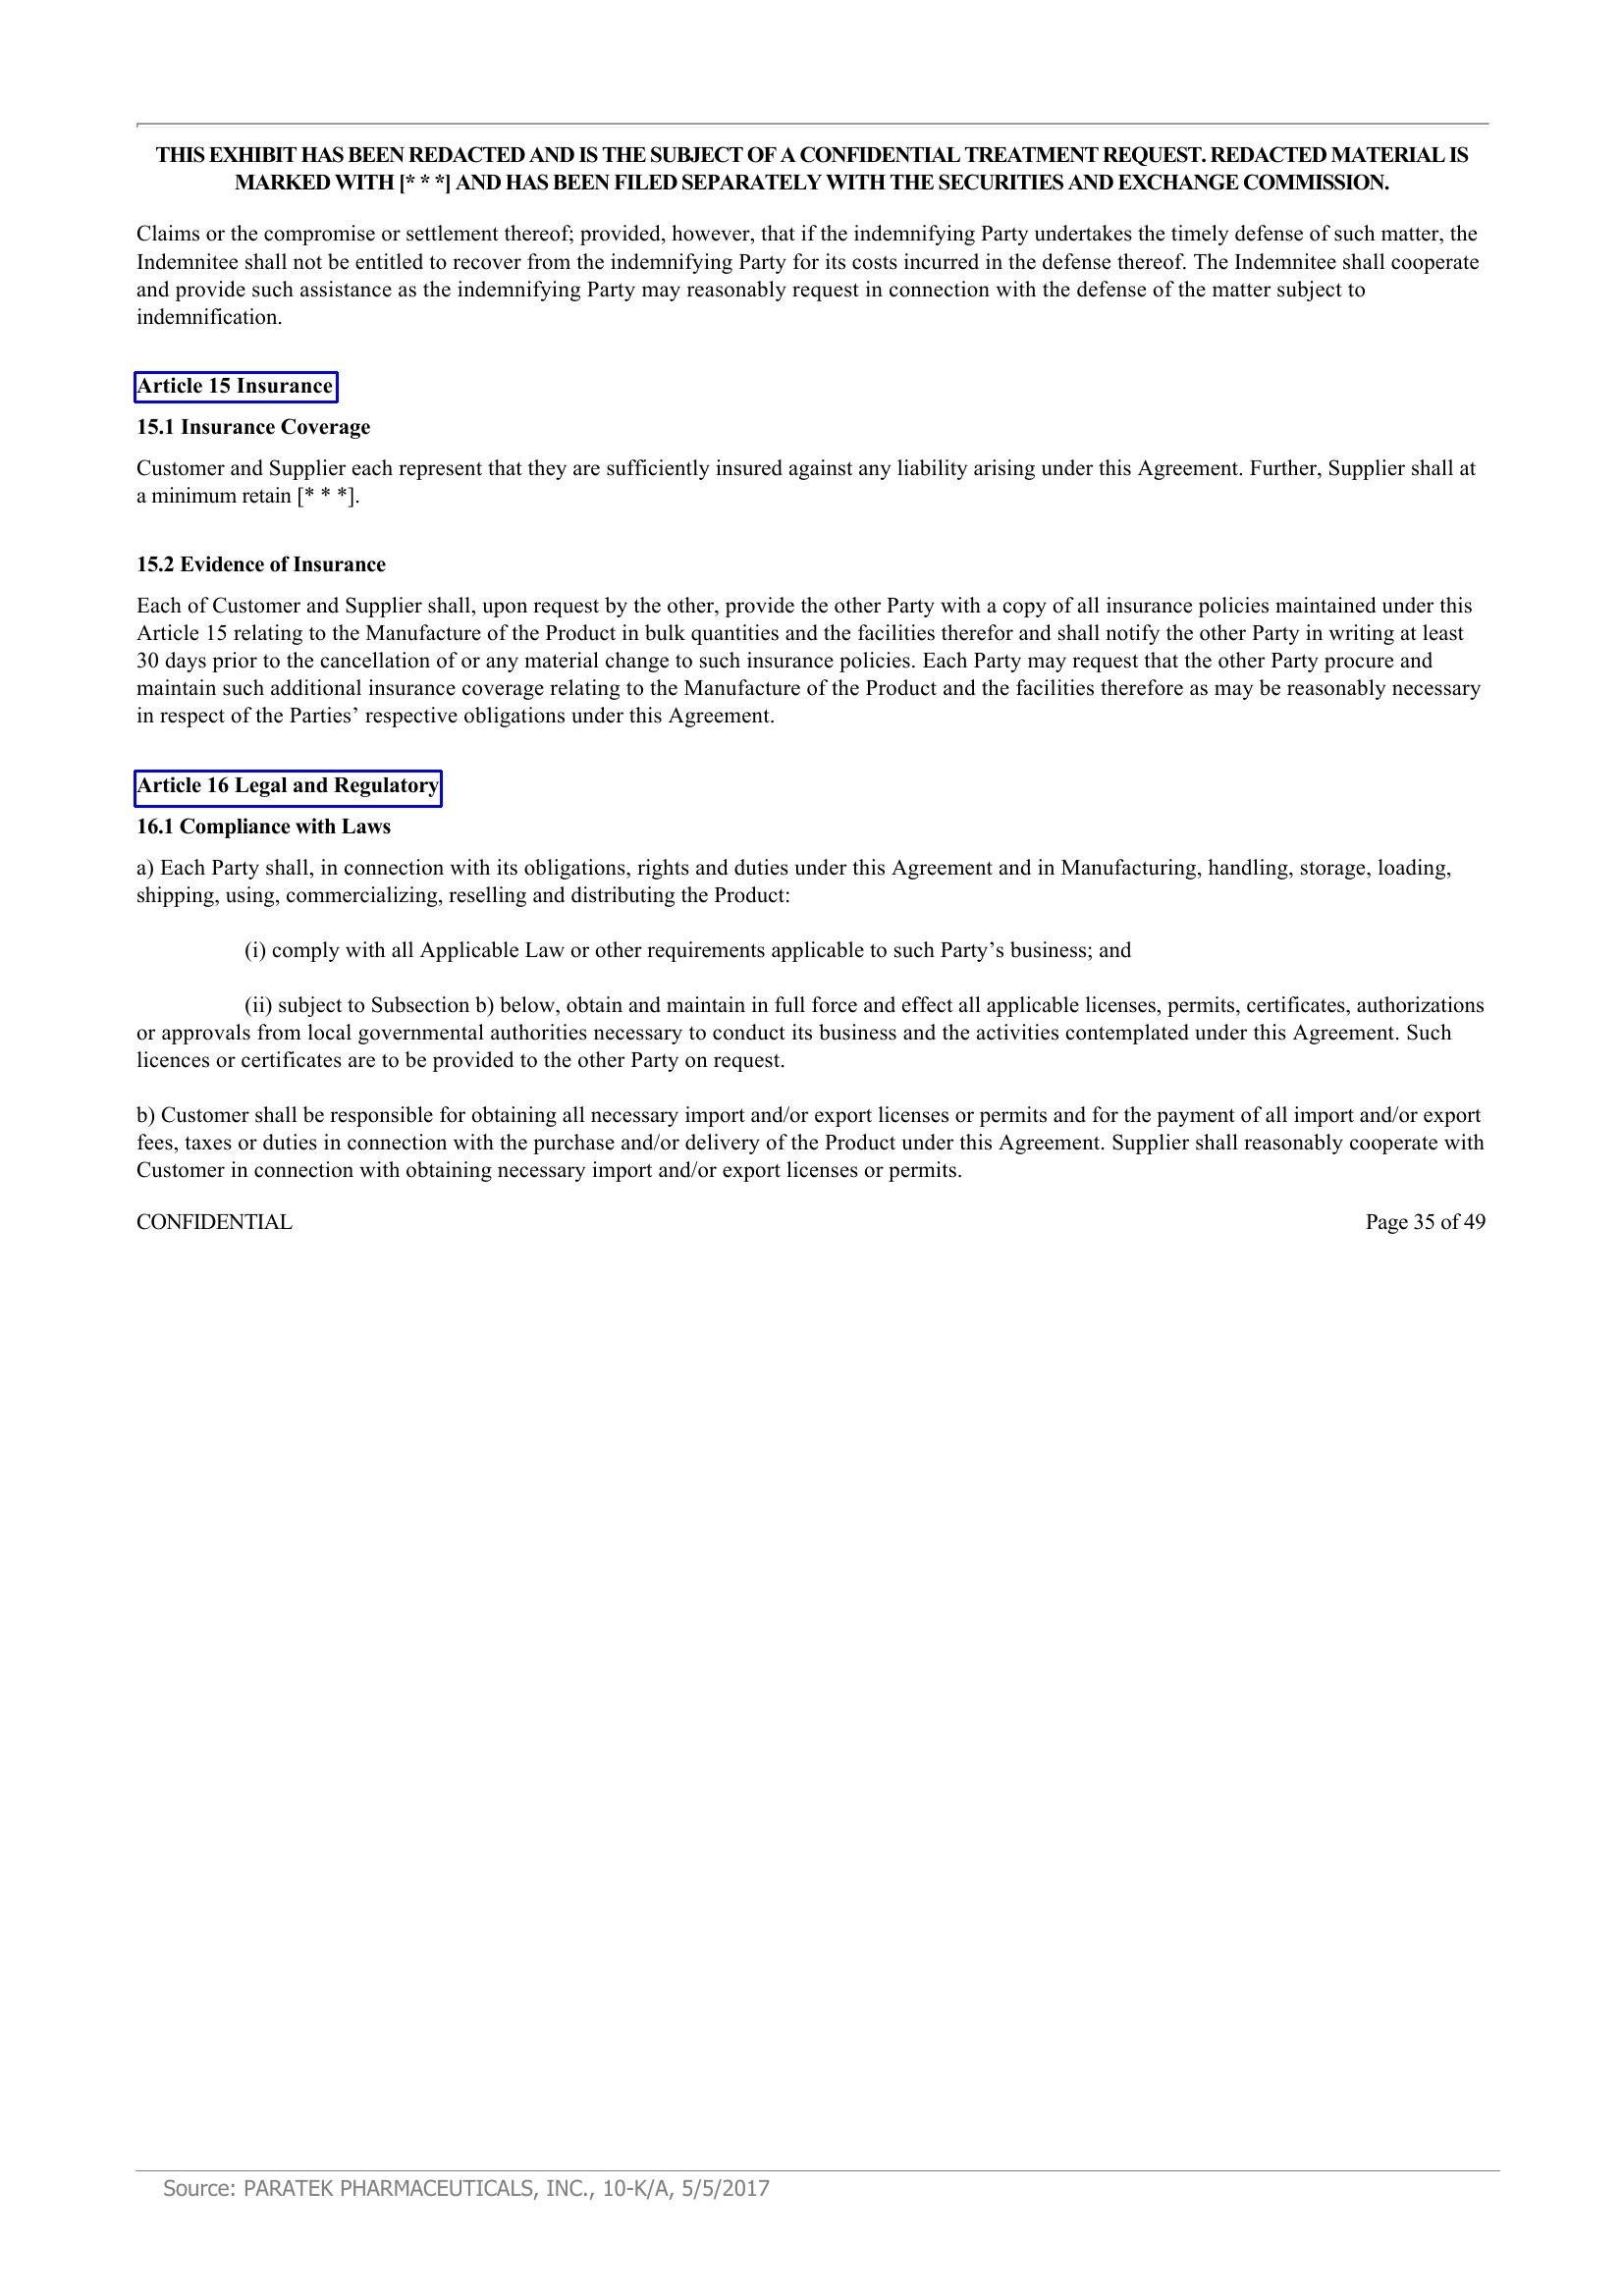 THIS EXHIBIT HAS BEEN REDACTED AND IS THE SUBJECT OF A CONFIDENTIAL TREATMENT REQUEST. REDACTED MATERIAL IS
MARKED WITH [* * *] AND HAS BEEN FILED SEPARATELY WITH THE SECURITIES AND EXCHANGE COMMISSION.
Claims or the compromise or settlement thereof; provided, however, that if the indemnifying Party undertakes the timely defense of such matter, the
Indemnitee shall not be entitled to recover from the indemnifying Party for its costs incurred in the defense thereof. The Indemnitee shall cooperate
and provide such assistance as the indemnifying Party may reasonably request in connection with the defense of the matter subject to
indemnification.
Article 15 Insurance
15.1 Insurance Coverage
Customer and Supplier each represent that they are sufficiently insured against any liability arising under this Agreement. Further, Supplier shall at
a minimum retain [* * *].
15.2 Evidence of Insurance
Each of Customer and Supplier shall, upon request by the other, provide the other Party with a copy of all insurance policies maintained under this
Article 15 relating to the Manufacture of the Product in bulk quantities and the facilities therefor and shall notify the other Party in writing at least
30 days prior to the cancellation of or any material change to such insurance policies. Each Party may request that the other Party procure and
maintain such additional insurance coverage relating to the Manufacture of the Product and the facilities therefore as may be reasonably necessary
in respect of the Parties’ respective obligations under this Agreement.
Article 16 Legal and Regulatory
16.1 Compliance with Laws
a) Each Party shall, in connection with its obligations, rights and duties under this Agreement and in Manufacturing, handling, storage, loading,
shipping, using, commercializing, reselling and distributing the Product:
(i) comply with all Applicable Law or other requirements applicable to such Party’s business; and
(ii) subject to Subsection b) below, obtain and maintain in full force and effect all applicable licenses, permits, certificates, authorizations
or approvals from local governmental authorities necessary to conduct its business and the activities contemplated under this Agreement. Such
licences or certificates are to be provided to the other Party on request.
b) Customer shall be responsible for obtaining all necessary import and/or export licenses or permits and for the payment of all import and/or export
fees, taxes or duties in connection with the purchase and/or delivery of the Product under this Agreement. Supplier shall reasonably cooperate with
Customer in connection with obtaining necessary import and/or export licenses or permits.
CONFIDENTIAL Page 35 of 49
Source: PARATEK PHARMACEUTICALS, INC., 10-K/A, 5/5/2017